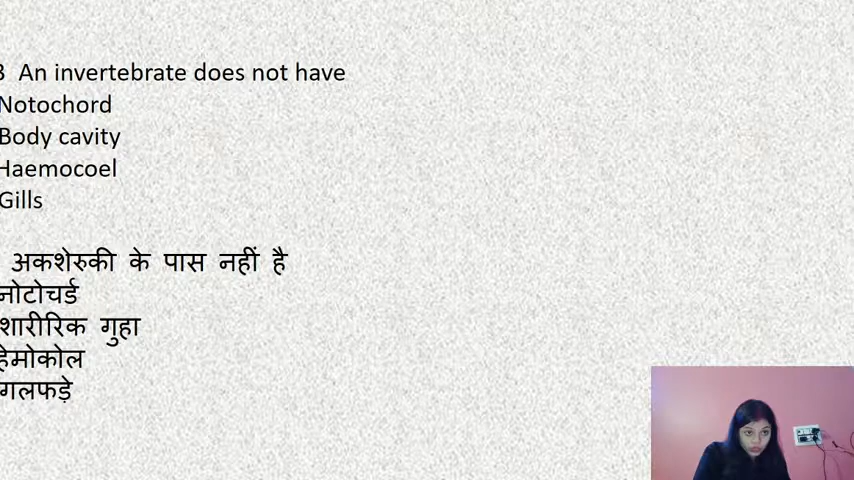 3 An invertebrate does not have
Notochord
Body cavity
Haemocoel
Gills
अकशेरुकी के पास नहीं है
नोटोचर्ड
शारीरिक गुहा
हेमोकोल
गलफड़े